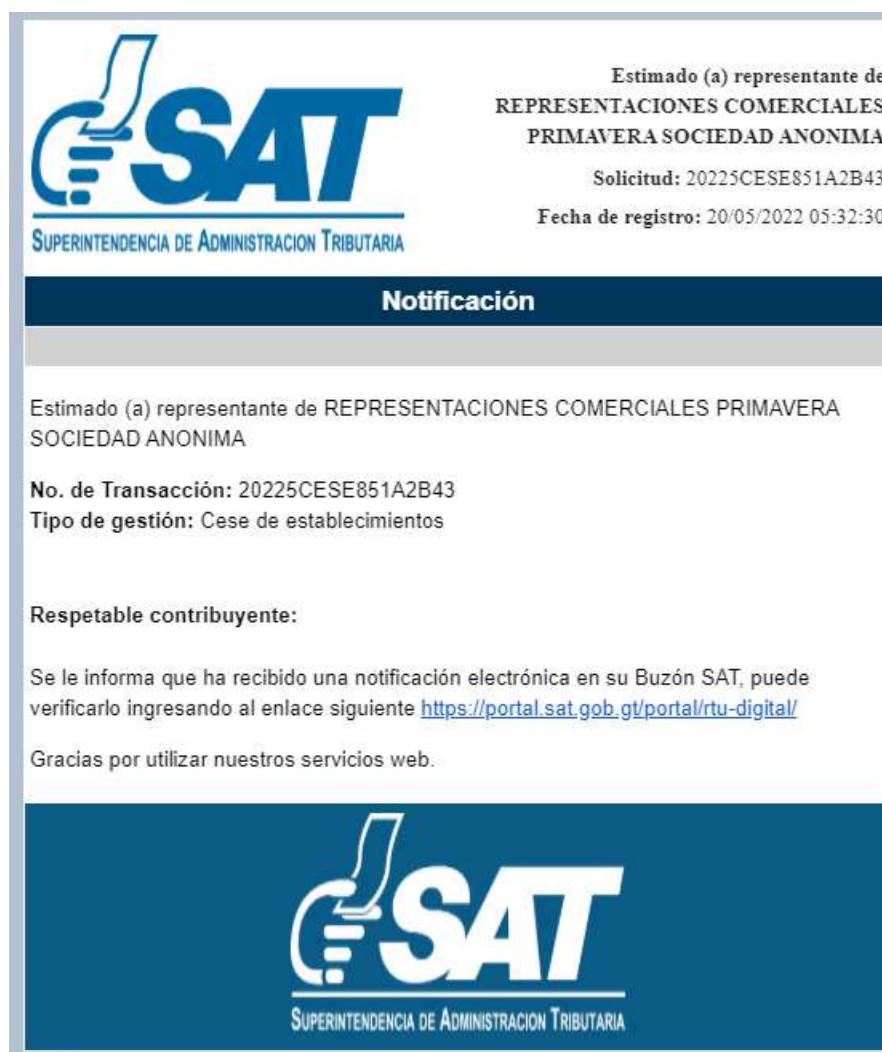 SAT
SUPERINTENDENCIA DE ADMINISTRACION TRIBUTARIA
Estimado (a) representante de
REPRESENTACIONES COMERCIALES
PRIMAVERA SOCIEDAD ANONIMA
Solicitud: 20225CESE851A2B43
Fecha de registro: 20/05/2022 05:32:30
Notificación
Estimado (a) representante de REPRESENTACIONES COMERCIALES PRIMAVERA
SOCIEDAD ANONIMA
No. de Transacción: 20225CESE851A2B43
Tipo de gestión: Cese de establecimientos
Respetable contribuyente:
Se le informa que ha recibido una notificación electrónica en su Buzón SAT, puede
verificarlo ingresando al enlace siguiente https://portal.sat.gob.gt/portal/rtu-digital/
Gracias por utilizar nuestros servicios web.
SAT
SUPERINTENDENCIA DE ADMINISTRACION TRIBUTARIA